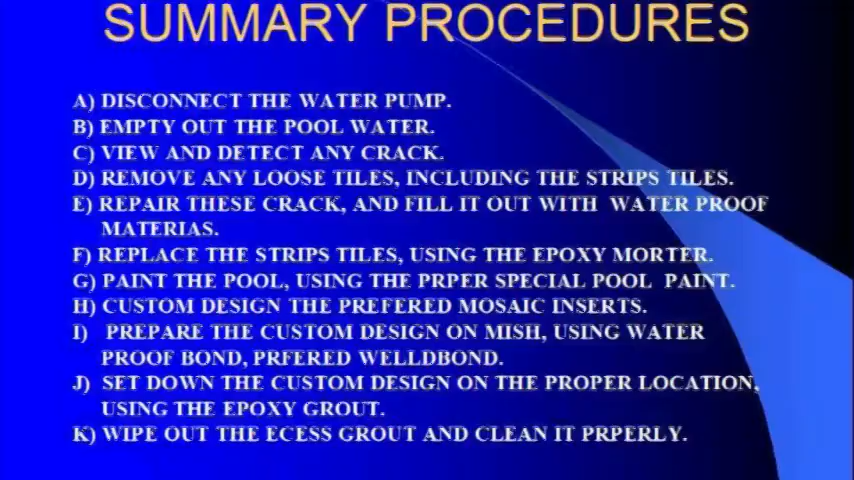 SUMMARY PROCEDURES
A) DISCONNECT THE WATER PUMP.
B) EMPTY OUT THE POOL WATER.
C) VIEW AND DETECT ANY CRACK.
D) REMOVE ANY LOOSE TILES, INCLUDING THE STRIPS TILES.
E) REPAIR THESE CRACK, AND FILL IT OUT WITH WATER PROOF
MATERIAS.
F) REPLACE THE STRIPS TILES, USING THE EPOXY MORTER.
G) PAINT THE POOL, USING THE PRPER SPECIAL POOL PAINT.
H) CUSTOM DESIGN THE PREFERED MOSAIC INSERTS.
I) PREPARE THE CUSTOM DESIGN ON MISH, USING WATER
PROOF BOND, PRFERED WELLDBOND.
J) SET DOWN THE CUSTOM DESIGN ON THE PROPER LOCATION,
USING THE EPOXY GROUT.
K) WIPE OUT THE ECESS GROUT AND CLEAN IT PRPERLY.